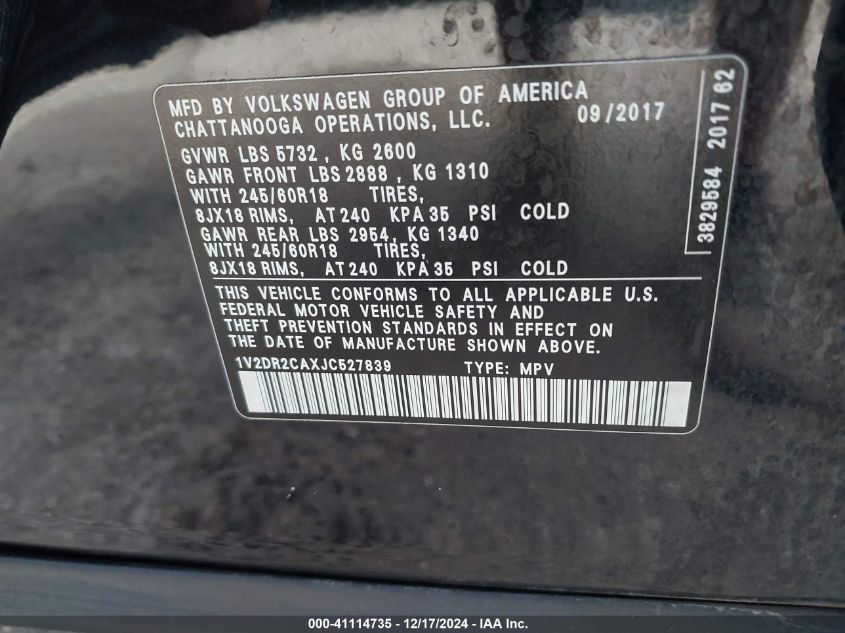 MFD BY VOLKSWAGEN GROUP OF AMERICA
CHATTANOOGA OPERATIONS, LLC. 09/2017
GVWR LBS 5732 , KG 2600
GAWR FRONT LBS 2888 , KG 1310
WITH 245/60R18 TIRES,
8JX18 RIMS, AT 240 KPA 35 PSI COLD
GAWR REAR LBS 2954 , KG 1340
WITH 245/60R18 TIRES,
8JX18 RIMS, AT 240 KPA 35 PSI COLD
THIS VEHICLE CONFORMS TO ALL APPLICABLE U.S.
FEDERAL MOTOR VEHICLE SAFETY AND
THEFT PREVENTION STANDARDS IN EFFECT ON
THE DATE OF MANUFACTURE SHOWN ABOVE.
1V2DR2CAXJC527839 TYPE: MPV
3829584 2017 62
000-41114735 - 12/17/2024 - IAA Inc.